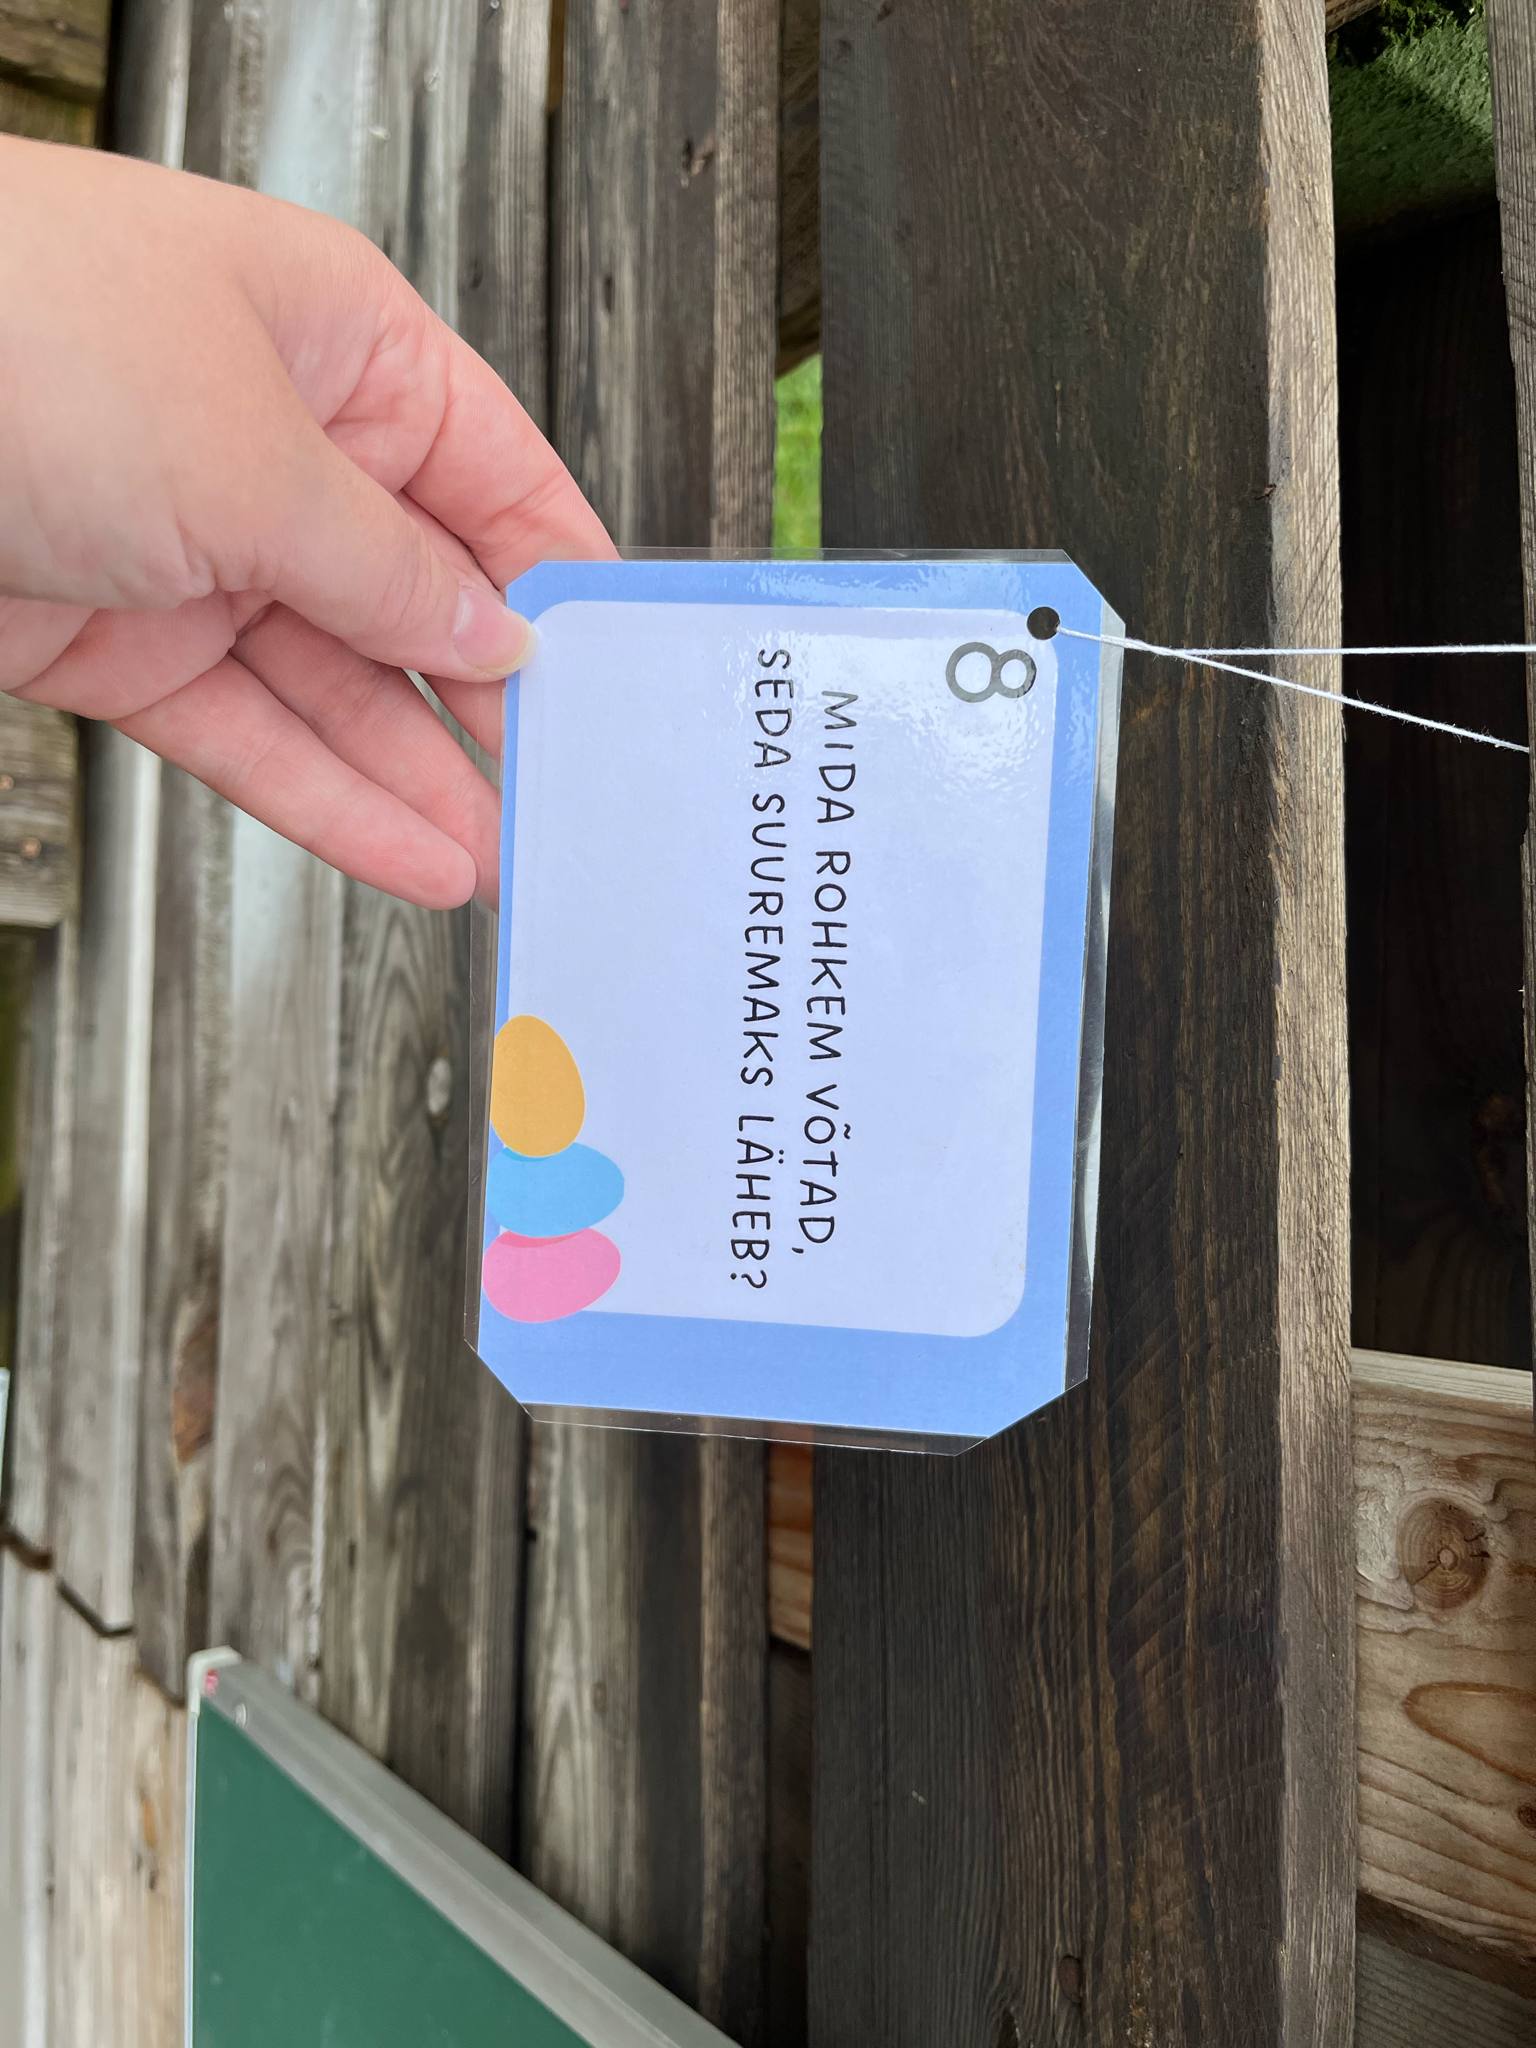 8
MIDA ROHKEM VÕTAD,
SEDA SUUREMAKS LÄHEB?